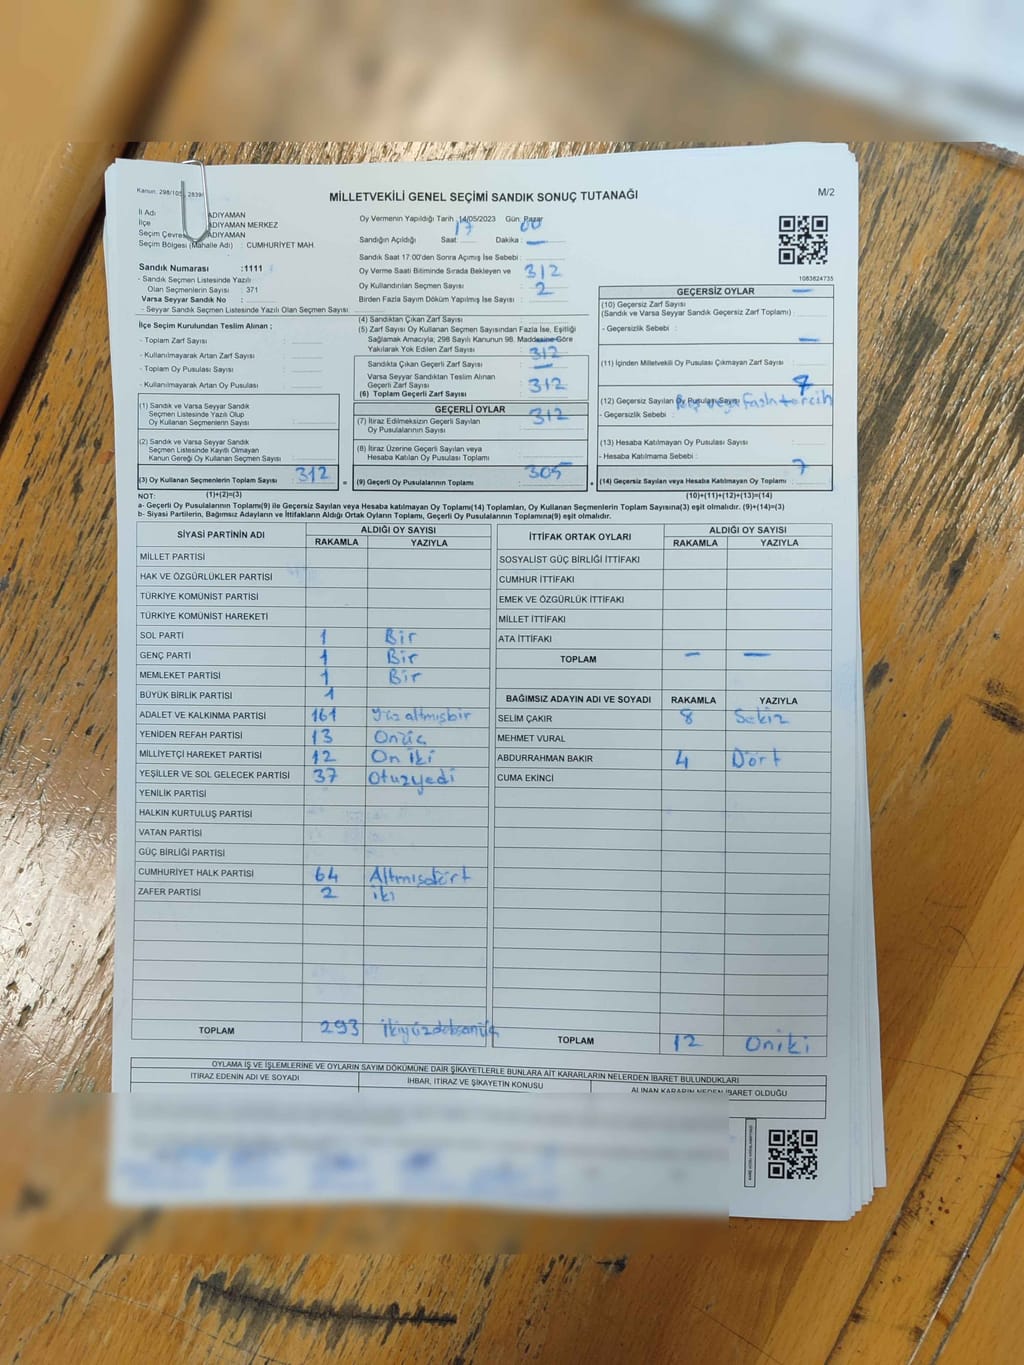 Kanun: 298/105, 2839/
MİLLETVEKİLİ GENEL SEÇİMİ SANDIK SONUÇ TUTANAĞI
M/2
İl Adı ADIYAMAN
İlçe ADIYAMAN MERKEZ
Seçim Çevre ADIYAMAN
Seçim Bölgesi (Mahalle Adı) : CUMHURİYET MAH.
Sandık Numarası :1111
- Sandık Seçmen Listesinde Yazılı
Olan Seçmenlerin Sayısı : 371
Varsa Seyyar Sandık No :
- Seyyar Sandık Seçmen Listesinde Yazılı Olan Seçmen Sayısı
Oy Vermenin Yapıldığı Tarih :14/05/2023 Gün: Pazar
Sandığın Açıldığı Saat: 17 Dakika: 00
Sandık Saat 17:00'den Sonra Açımış İse Sebebi : —
Oy Verme Saati Bitiminde Sırada Bekleyen ve
Oy Kullandırılan Seçmen Sayısı : 312
Birden Fazla Sayım Döküm Yapılmış İse Sayısı : 2
1083824735
İlçe Seçim Kurulundan Teslim Alınan ;
- Toplam Zarf Sayısı :
- Kullanılmayarak Artan Zarf Sayısı :
- Toplam Oy Pusulası Sayısı :
- Kullanılmayarak Artan Oy Pusulası :
(1) Sandık ve Varsa Seyyar Sandık
Seçmen Listesinde Yazılı Olup
Oy Kullanan Seçmenlerin Sayısı :
(2) Sandık ve Varsa Seyyar Sandık
Seçmen Listesinde Kayıtlı Olmayan
Kanun Gereği Oy Kullanan Seçmen Sayısı :
(3) Oy Kullanan Seçmenlerin Toplam Sayısı : 312
(1)+(2)=(3)
(4) Sandıktan Çıkan Zarf Sayısı :
(5) Zarf Sayısı Oy Kullanan Seçmen Sayısından Fazla İse, Eşitliği
Sağlamak Amacıyla; 298 Sayılı Kanunun 98. Maddesine Göre
Yakılarak Yok Edilen Zarf Sayısı : —
Sandıkta Çıkan Geçerli Zarf Sayısı : 312
Varsa Seyyar Sandıktan Teslim Alınan
Geçerli Zarf Sayısı : —
(6) Toplam Geçerli Zarf Sayısı : 312
GEÇERLİ OYLAR
(7) İtiraz Edilmeksizin Geçerli Sayılan
Oy Pusulalarının Sayısı : 312
(8) İtiraz Üzerine Geçerli Sayılan veya
Hesaba Katılan Oy Pusulası Toplamı :
(9) Geçerli Oy Pusulalarının Toplamı : 305
GEÇERSİZ OYLAR
(10) Geçersiz Zarf Sayısı
(Sandık ve Varsa Seyyar Sandık Geçersiz Zarf Toplamı) : —
- Geçersizlik Sebebi :
(11) İçinden Milletvekili Oy Pusulası Çıkmayan Zarf Sayısı : —
(12) Geçersiz Sayılan Oy Pusulası Sayısı : 7
- Geçersizlik Sebebi : fazla tercih
(13) Hesaba Katılmayan Oy Pusulası Sayısı :
- Hesaba Katılmama Sebebi :
(14) Geçersiz Sayılan veya Hesaba Katılmayan Oy Toplamı : 7
(10)+(11)+(12)+(13)=(14)
NOT:
a- Geçerli Oy Pusulalarının Toplamı(9) ile Geçersiz Sayılan veya Hesaba katılmayan Oy Toplamı(14) Toplamları, Oy Kullanan Seçmenlerin Toplam Sayısına(3) eşit olmalıdır. (9)+(14)=(3)
b- Siyasi Partilerin, Bağımsız Adayların ve İttifakların Aldığı Ortak Oyların Toplamı, Geçerli Oy Pusulalarının Toplamına(9) eşit olmalıdır.
SİYASİ PARTİNİN ADI ALDIĞI OY SAYISI
RAKAMLA YAZIYLA
MİLLET PARTİSİ
HAK VE ÖZGÜRLÜKLER PARTİSİ
TÜRKİYE KOMÜNİST PARTİSİ
TÜRKİYE KOMÜNİST HAREKETİ
SOL PARTİ 1 Bir
GENÇ PARTİ 1 Bir
MEMLEKET PARTİSİ 1 Bir
BÜYÜK BİRLİK PARTİSİ 1
ADALET VE KALKINMA PARTİSİ 161 Yüzaltmışbir
YENİDEN REFAH PARTİSİ 13 Onüç
MİLLİYETÇİ HAREKET PARTİSİ 12 On iki
YEŞİLLER VE SOL GELECEK PARTİSİ 37 Otuzyedi
YENİLİK PARTİSİ
HALKIN KURTULUŞ PARTİSİ
VATAN PARTİSİ
GÜÇ BİRLİĞİ PARTİSİ
CUMHURİYET HALK PARTİSİ 64 Altmışdört
ZAFER PARTİSİ 2 iki
TOPLAM 293 ikiyüzdoksanüç
İTTİFAK ORTAK OYLARI ALDIĞI OY SAYISI
RAKAMLA YAZIYLA
SOSYALİST GÜÇ BİRLİĞİ İTTİFAKI
CUMHUR İTTİFAKI
EMEK VE ÖZGÜRLÜK İTTİFAKI
MİLLET İTTİFAKI
ATA İTTİFAKI
TOPLAM — —
BAĞIMSIZ ADAYIN ADI VE SOYADI RAKAMLA YAZIYLA
SELİM ÇAKIR 8 Sekiz
MEHMET VURAL
ABDURRAHMAN BAKIR 4 Dört
CUMA EKİNCİ
TOPLAM 12 Oniki
OYLAMA İŞ VE İŞLEMLERİNE VE OYLARIN SAYIM DÖKÜMÜNE DAİR ŞİKAYETLERLE BUNLARA AİT KARARLARIN NELERDEN İBARET BULUNDUKLARI
İTİRAZ EDENİN ADI VE SOYADI
İHBAR, İTİRAZ VE ŞİKAYETİN KONUSU
ALINAN KARARIN NEDEN İBARET OLDUĞU